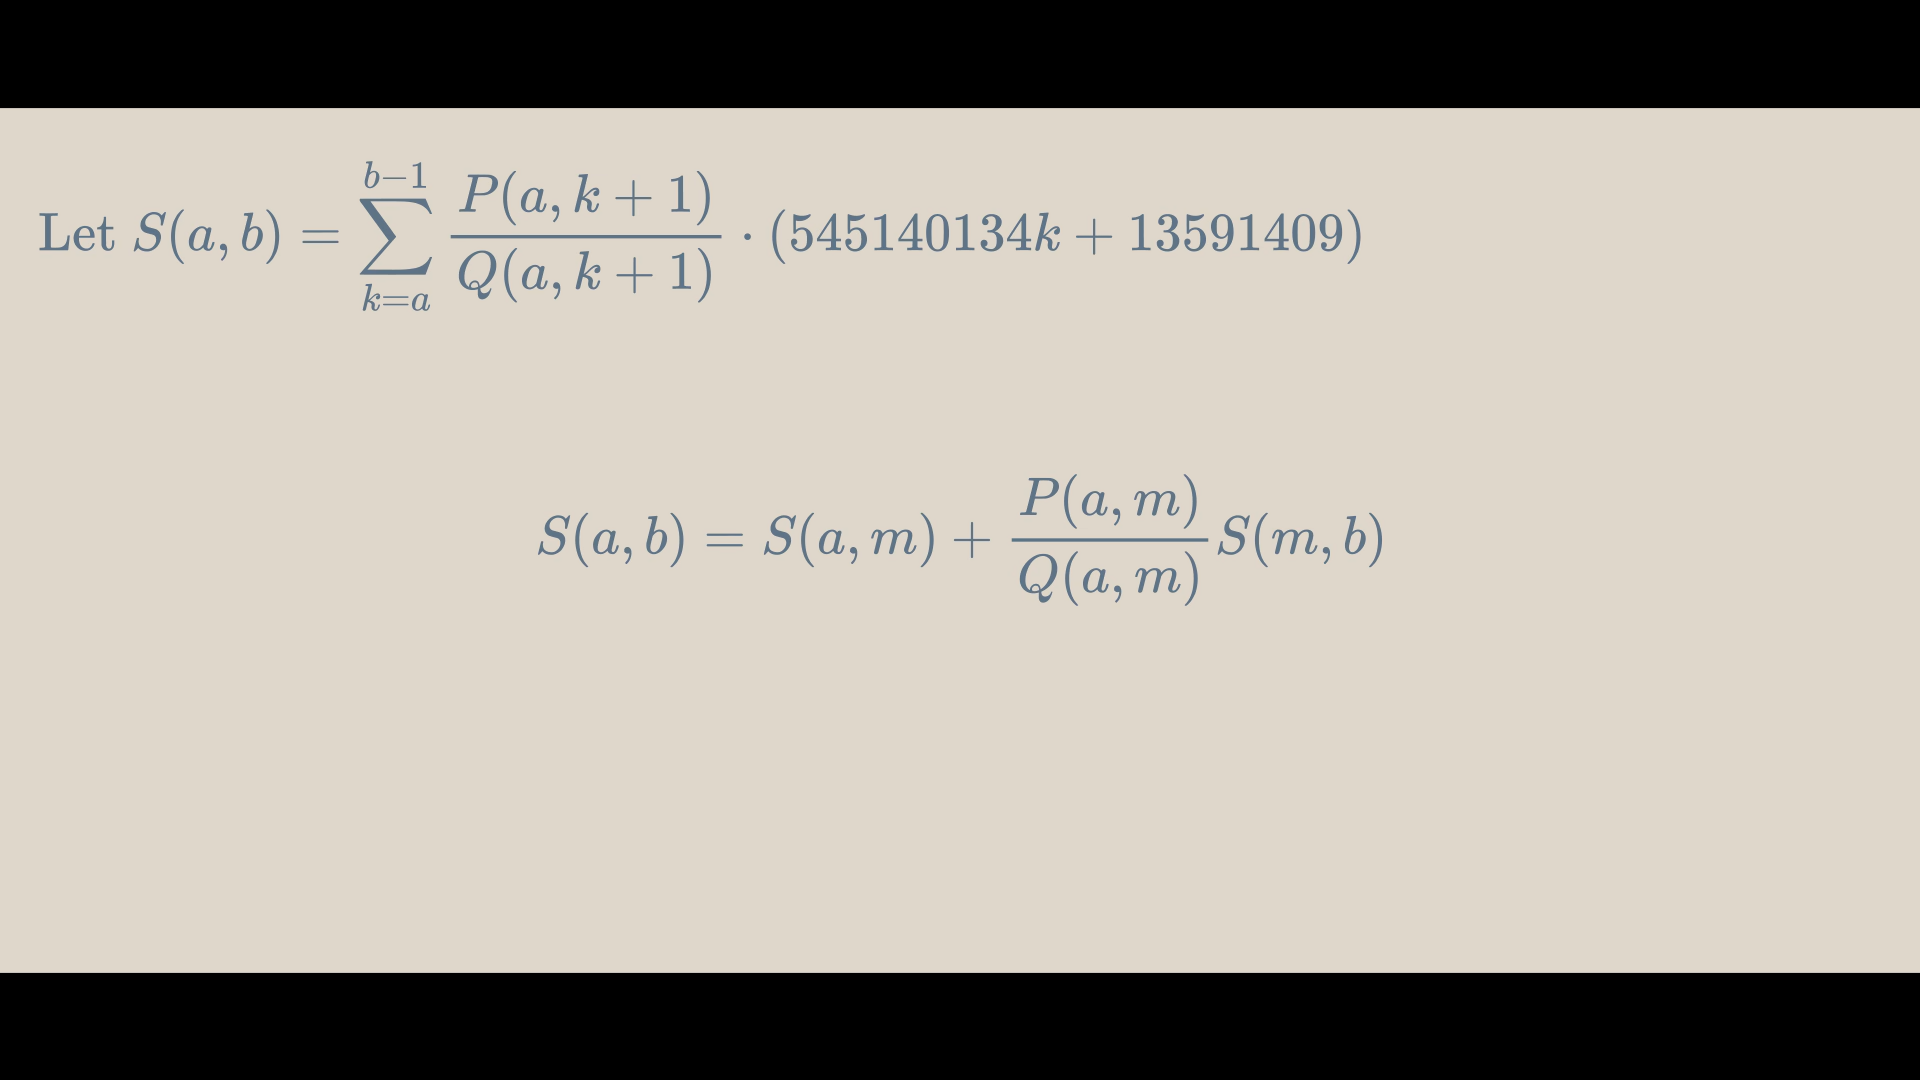 Let $S(a, b) = \sum_{k=a}^{b-1} \frac{P(a, k+1)}{Q(a, k+1)} \cdot (545140134k + 13591409)$
$S(a, b) = S(a, m) + \frac{P(a, m)}{Q(a, m)} S(m, b)$